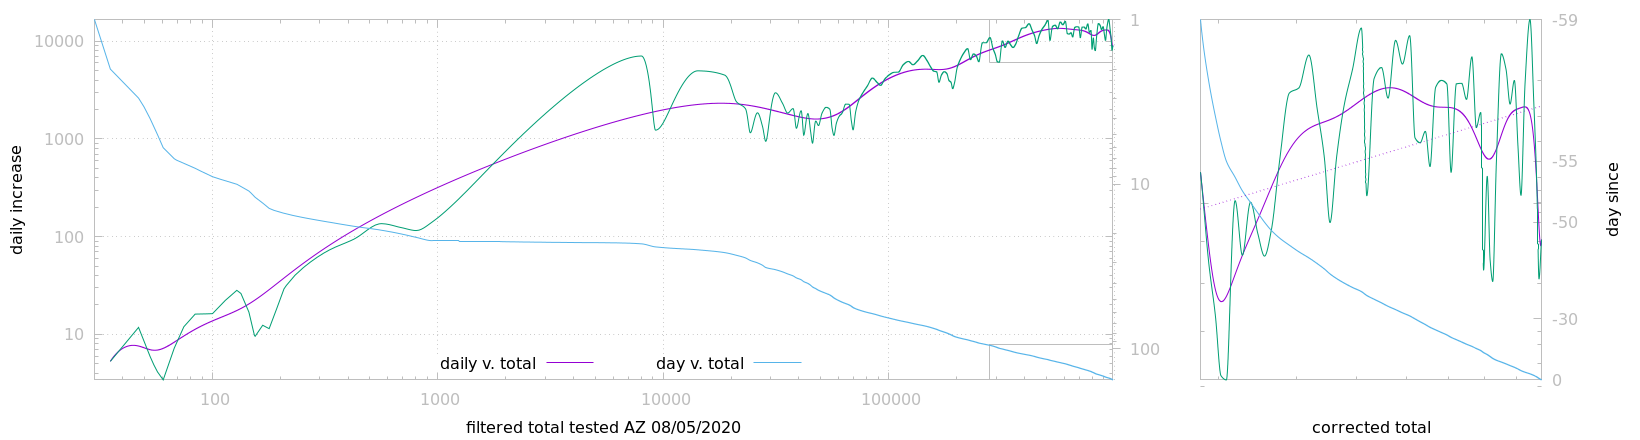 10000
1000
100
10
daily increase
1
10
100
daily v. total
day v. total
100
1000
10000
100000
filtered total tested AZ 08/05/2020
-59
-55
-50
-30
0
day since
corrected total